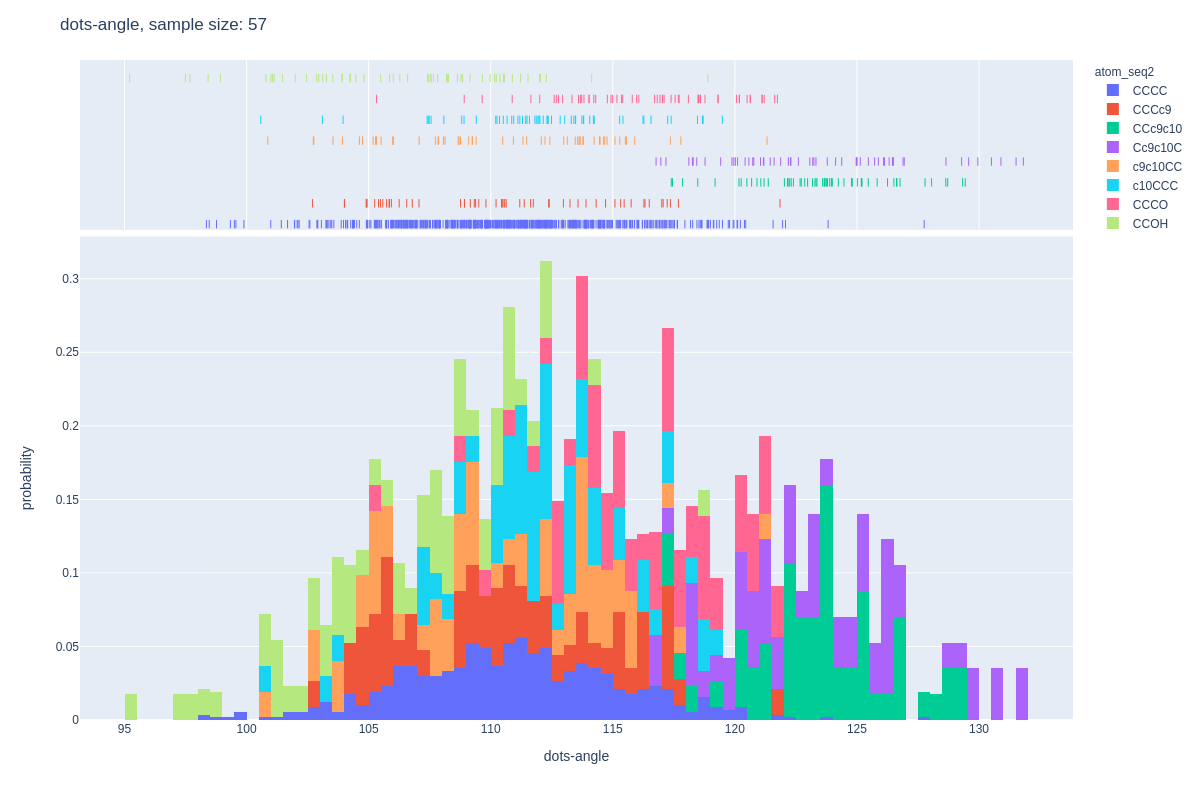 dots-angle, sample size: 57
atom_seq2
CCCC
CCCc9
CCc9c10
Cc9c10C
c9c10CC
c10CCC
CCCO
CCOH
0.3
0.25
0.2
0.15
0.1
0.05
0
probability
95 100 105 110 115 120 125 130
dots-angle